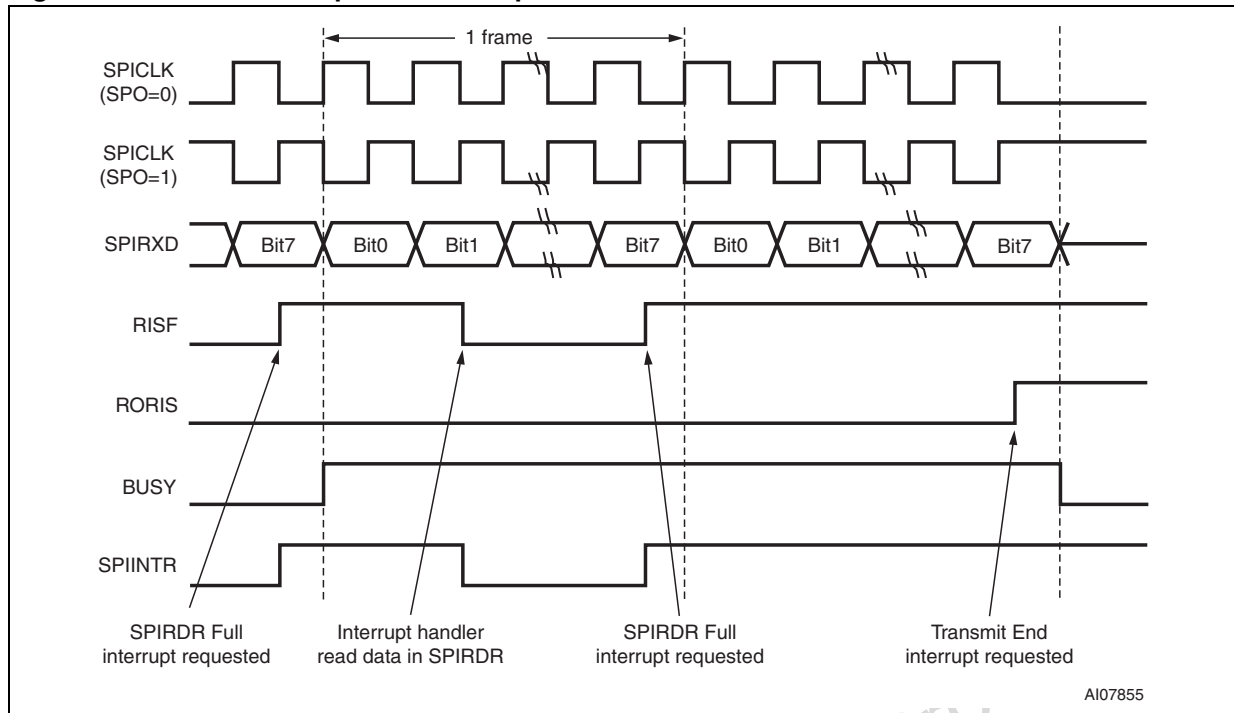 1 frame
SPICLK
(SPO=0)
SPICLK
(SPO=1)
SPIRXD
Bit7
Bit0
Bit1
Bit7
Bit0
Bit1
Bit7
RISF
RORIS
BUSY
SPIINTR
SPIRDR Full
interrupt requested
Interrupt handler
read data in SPIRDR
SPIRDR Full
interrupt requested
Transmit End
interrupt requested
AI07855